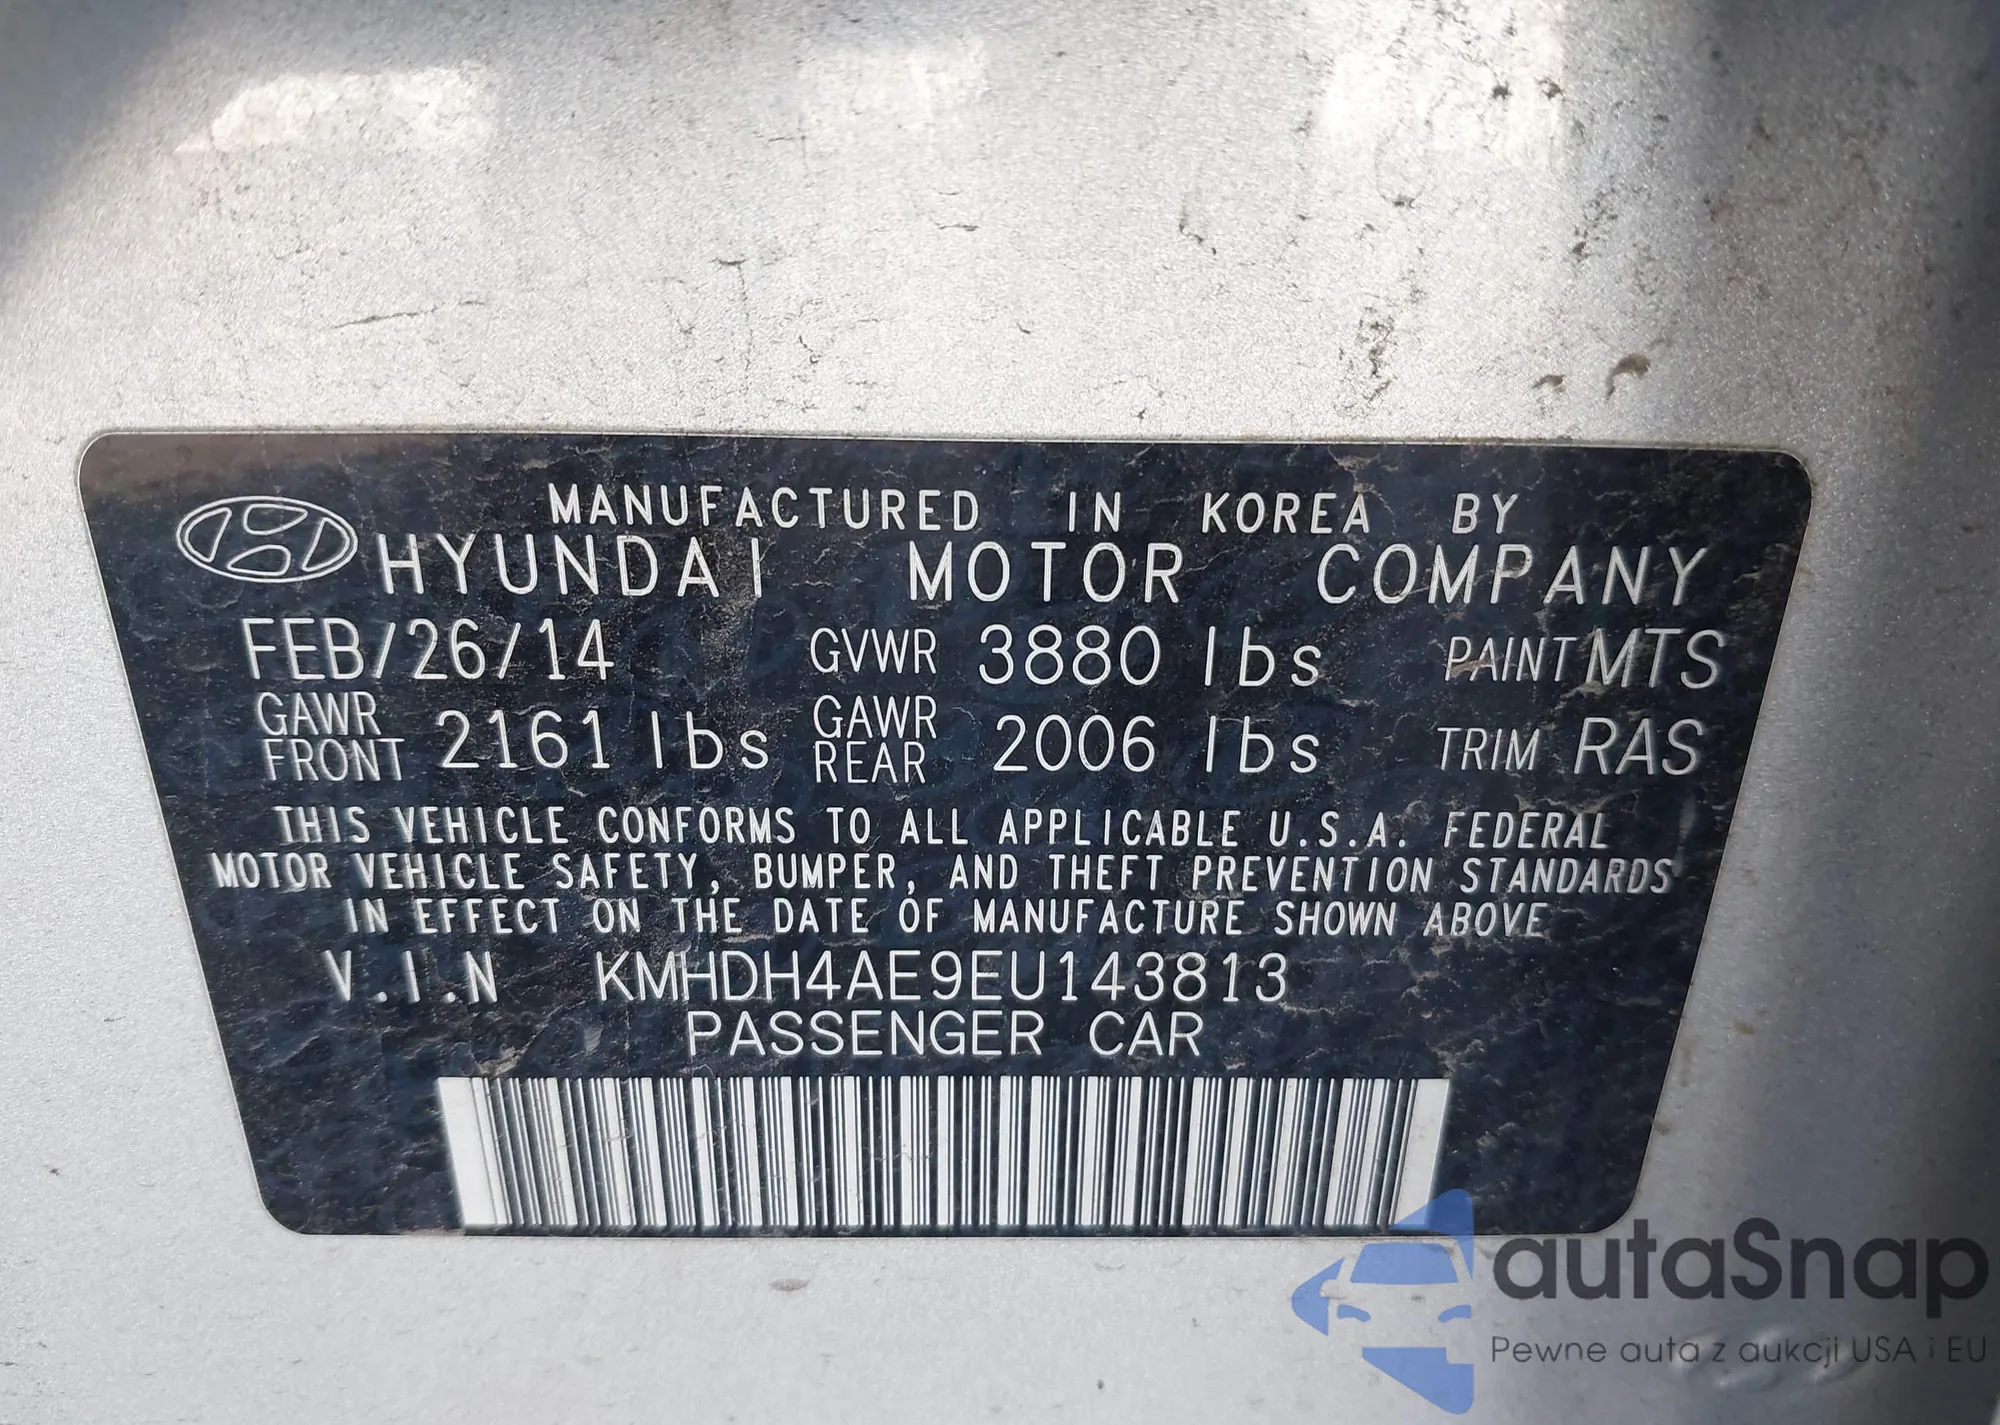 MANUFACTURED IN KOREA BY
HYUNDAI MOTOR COMPANY
FEB/26/14 GVWR 3880 lbs PAINT MTS
GAWR FRONT 2161 lbs GAWR REAR 2006 lbs TRIM RAS
THIS VEHICLE CONFORMS TO ALL APPLICABLE U.S.A. FEDERAL
MOTOR VEHICLE SAFETY, BUMPER, AND THEFT PREVENTION STANDARDS
IN EFFECT ON THE DATE OF MANUFACTURE SHOWN ABOVE
V.I.N KMHDH4AE9EU143813
PASSENGER CAR
autaSnap
Pewne auta z aukcji USA i EU